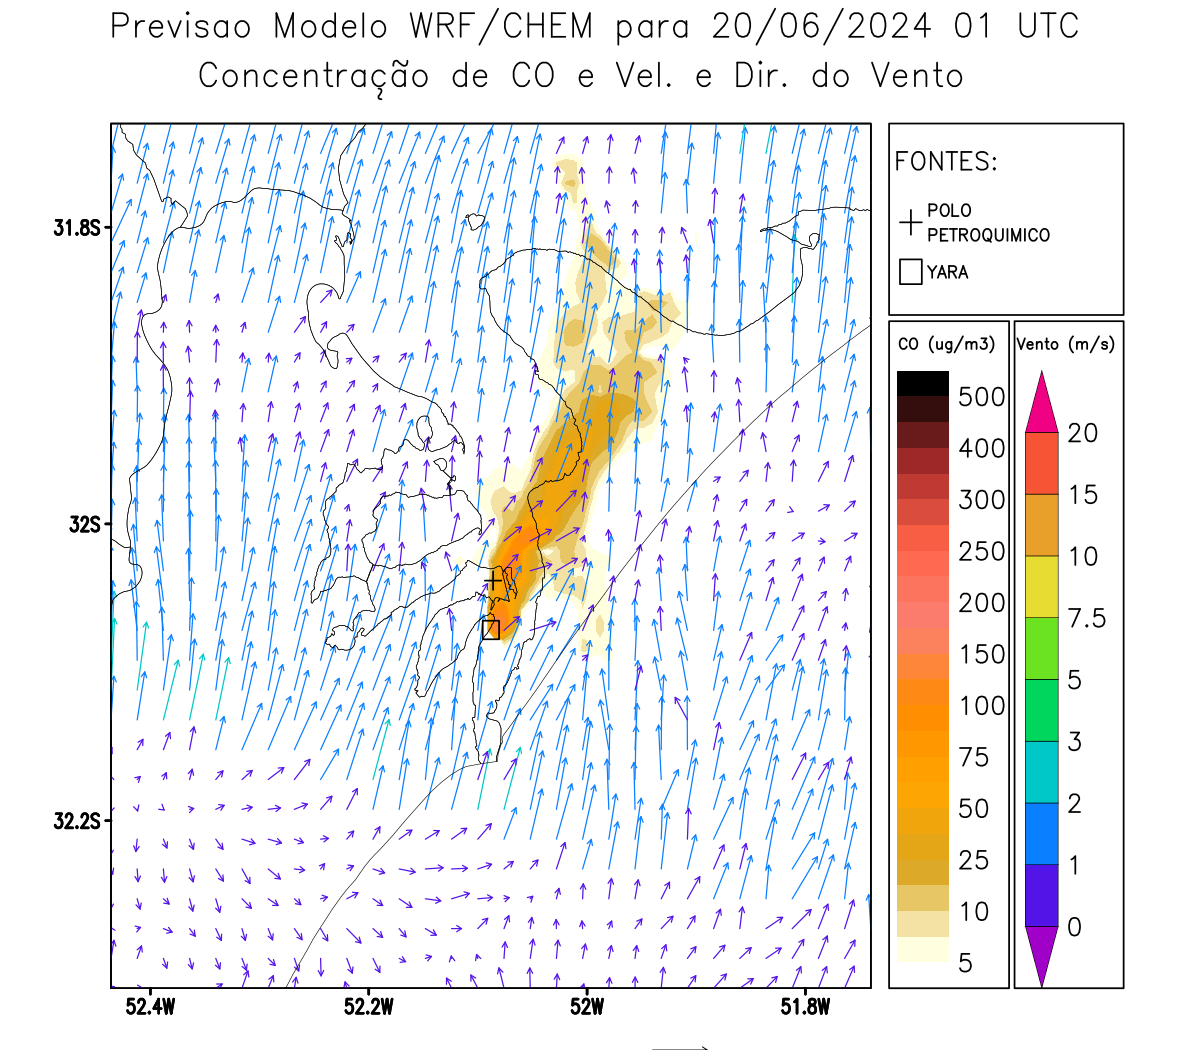 Previsao Modelo WRF/CHEM para 20/06/2024 01 UTC
Concentração de CO e Vel. e Dir. do Vento
FONTES:
POLO
PETROQUIMICO
YARA
CO (ug/m3)
500
400
300
250
200
150
100
75
50
25
10
5
Vento (m/s)
20
15
10
7.5
5
3
2
1
0
31.8S
32S
32.2S
52.4W
52.2W
52W
51.8W